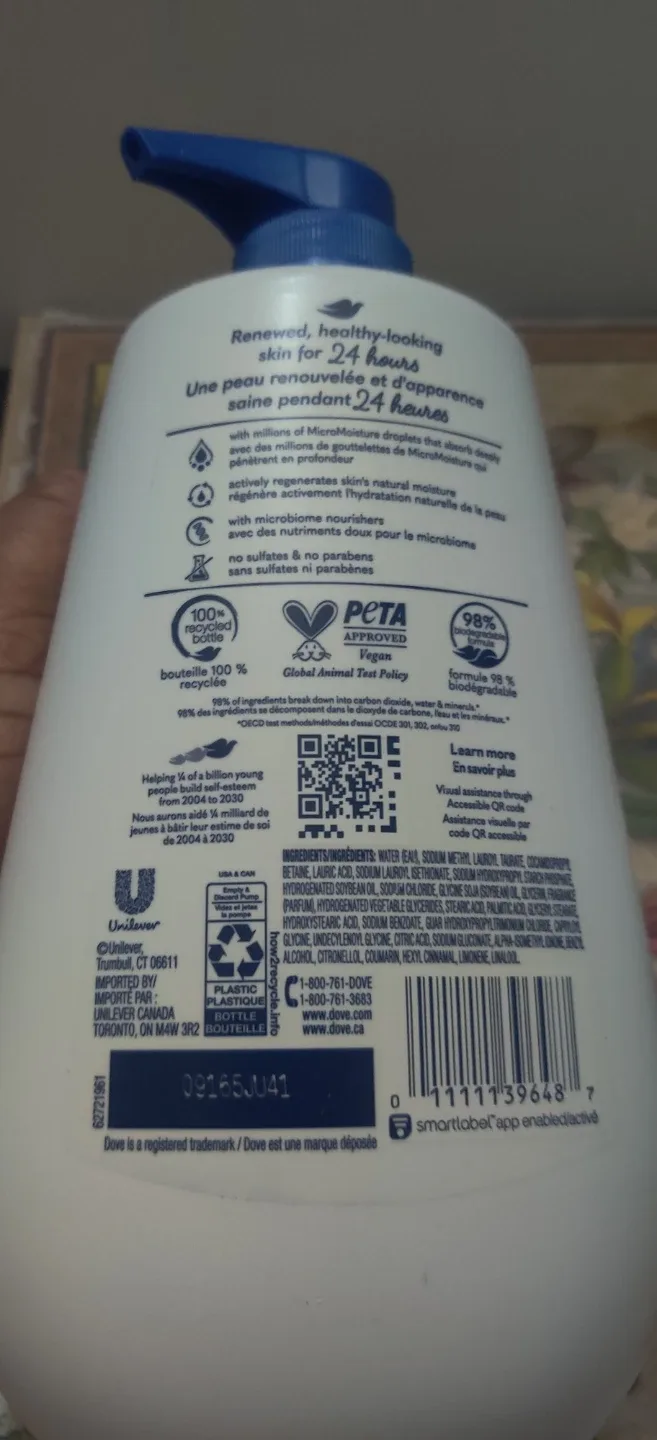 Renewed, healthy-looking
skin for 24 hours
Une peau renouvelée et d'apparence
saine pendant 24 heures
with millions of MicroMoisture droplets that absorb deeply
avec des millions de gouttelettes de MicroMoisture qui
pénètrent en profondeur
actively regenerates skin's natural moisture
régénère activement l'hydratation naturelle de la peau
with microbiome nourishers
avec des nutriments doux pour le microbiome
no sulfates & no parabens
sans sulfates ni parabènes
100%
recycled
bottle
bouteille 100 %
recyclée
PETA
APPROVED
Vegan
Global Animal Test Policy
98%
biodegradable
formula
formule 98 %
biodégradable
98% of ingredients break down into carbon dioxide, water & minerals.*
98% des ingrédients se décomposent dans le dioxyde de carbone, l'eau et les minéraux.*
*OECD test methods/méthodes d'essai OCDE 301, 302, or/ou 310
Helping ¼ of a billion young
people build self-esteem
from 2004 to 2030
Nous aurons aidé ¼ milliard de
jeunes à bâtir leur estime de soi
de 2004 à 2030
Learn more
En savoir plus
Visual assistance through
Accessible QR code
Assistance visuelle par
code QR accessible
INGREDIENTS/INGRÉDIENTS: WATER (EAU), SODIUM METHYL LAUROYL TAURATE, COCAMIDOPROPYL
BETAINE, LAURIC ACID, SODIUM LAUROYL ISETHIONATE, SODIUM HYDROXYPROPYL STARCH PHOSPHATE,
HYDROGENATED SOYBEAN OIL, SODIUM CHLORIDE, GLYCINE SOJA (SOYBEAN) OIL, GLYCERIN, FRAGRANCE
(PARFUM), HYDROGENATED VEGETABLE GLYCERIDES, STEARIC ACID, PALMITIC ACID, GLYCERYL STEARATE,
HYDROXYSTEARIC ACID, SODIUM BENZOATE, GUAR HYDROXYPROPYLTRIMONIUM CHLORIDE, CAPRYLOYL
GLYCINE, UNDECYLENOYL GLYCINE, CITRIC ACID, SODIUM GLUCONATE, ALPHA-ISOMETHYL IONONE, BENZYL
ALCOHOL, CITRONELLOL, COUMARIN, HEXYL CINNAMAL, LIMONENE, LINALOOL.
Unilever
©Unilever,
Trumbull, CT 06611
IMPORTED BY/
IMPORTÉ PAR :
UNILEVER CANADA
TORONTO, ON M4W 3R2
USA & CAN
Empty &
Discard Pump
Videz et jetez
la pompe
PLASTIC
PLASTIQUE
BOTTLE
BOUTEILLE
how2recycle.info
1-800-761-DOVE
1-800-761-3683
www.dove.com
www.dove.ca
62721961
09165JU41
0 11111 39648 7
smartlabel™ app enabled/activé
Dove is a registered trademark / Dove est une marque déposée